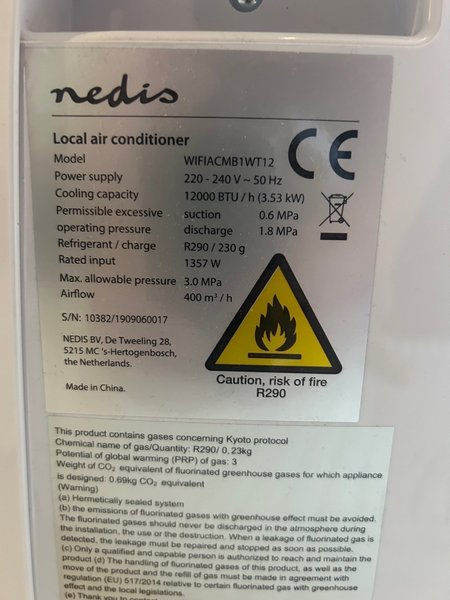 nedis
Local air conditioner
Model WIFIACMB1WT12
Power supply 220 - 240 V ~ 50 Hz
Cooling capacity 12000 BTU / h (3.53 kW)
Permissible excessive suction 0.6 MPa
operating pressure discharge 1.8 MPa
Refrigerant / charge R290 / 230 g
Rated input 1357 W
Max. allowable pressure 3.0 MPa
Airflow 400 m³ / h
S/N: 10382/1909060017
NEDIS BV, De Tweeling 28,
5215 MC 's-Hertogenbosch,
the Netherlands.
Made in China.
CE
Caution, risk of fire
R290
This product contains gases concerning Kyoto protocol
Chemical name of gas/Quantity: R290/ 0,23kg
Potential of global warming (PRP) of gas: 3
Weight of CO₂ equivalent of fluorinated greenhouse gases for which appliance
is designed: 0.69kg CO₂ equivalent
(Warning)
(a) Hermetically sealed system
(b) the emissions of fluorinated gases with greenhouse effect must be avoided.
The fluorinated gases should never be discharged in the atmosphere during
the installation, the use or the destruction. When a leakage of fluorinated gas is
detected, the leakage must be repaired and stopped as soon as possible.
(c) Only a qualified and capable person is authorized to reach and maintain the
product (d) The handling of fluorinated gases of this product, as well as the
move of the product and the refill of gas must be made in agreement with
regulation (EU) 517/2014 relative to certain fluorinated gas with greenhouse
effect and the local legislations.
(e) Thank you to